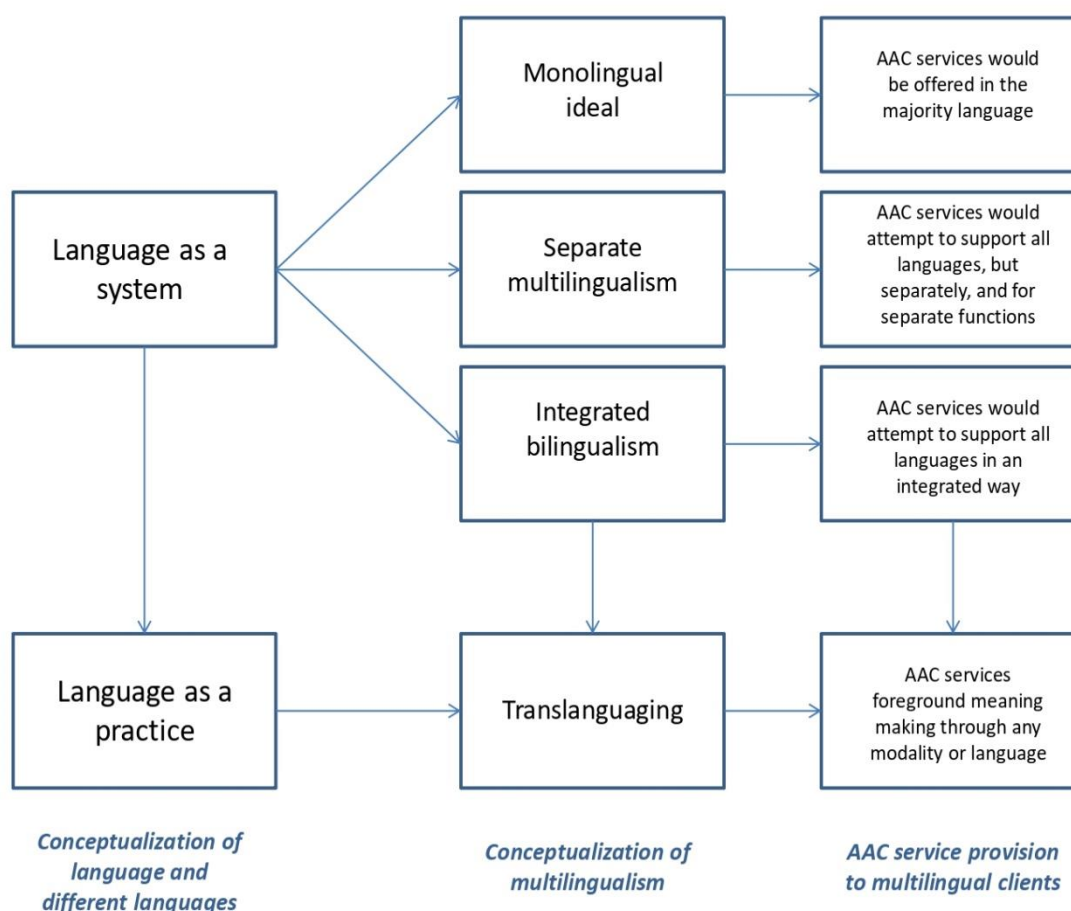 Monolingual
ideal
AAC services would
be offered in the
majority language
Language as a
system
Separate
multilingualism
AAC services would
attempt to support all
languages, but
separately, and for
separate functions
Integrated
bilingualism
AAC services would
attempt to support all
languages in an
integrated way
Language as a
practice
Translanguaging
AAC services
foreground meaning
making through any
modality or language
Conceptualization of
language and
different languages
Conceptualization of
multilingualism
AAC service provision
to multilingual clients